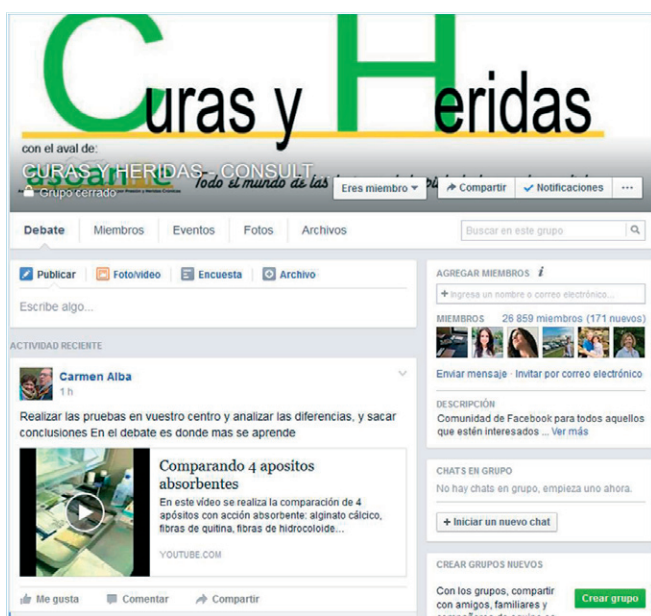 Curas y Heridas
con el aval de:
CURAS Y HERIDAS - CONSULT
Grupo cerrado
Todo el mundo de las
Eres miembro
Compartir
Notificaciones
Debate Miembros Eventos Fotos Archivos
Buscar en este grupo
Publicar Foto/vídeo Encuesta Archivo
Escribe algo...
ACTIVIDAD RECIENTE
Carmen Alba
1 h
Realizar las pruebas en vuestro centro y analizar las diferencias, y sacar
conclusiones En el debate es donde mas se aprende
Comparando 4 apositos
absorbentes
En este vídeo se realiza la comparación de 4
apósitos con acción absorbente: alginato cálcico,
fibras de quitina, fibras de hidrocoloide...
YOUTUBE.COM
Me gusta Comentar Compartir
AGREGAR MIEMBROS i
+ Ingresa un nombre o correo electrónico...
MIEMBROS 26 859 miembros (171 nuevos)
Enviar mensaje · Invitar por correo electrónico
DESCRIPCIÓN
Comunidad de Facebook para todos aquellos
que estén interesados ... Ver más
CHATS EN GRUPO
No hay chats en grupo, empieza uno ahora.
+ Iniciar un nuevo chat
CREAR GRUPOS NUEVOS
Con los grupos, compartir
con amigos, familiares y
Crear grupo